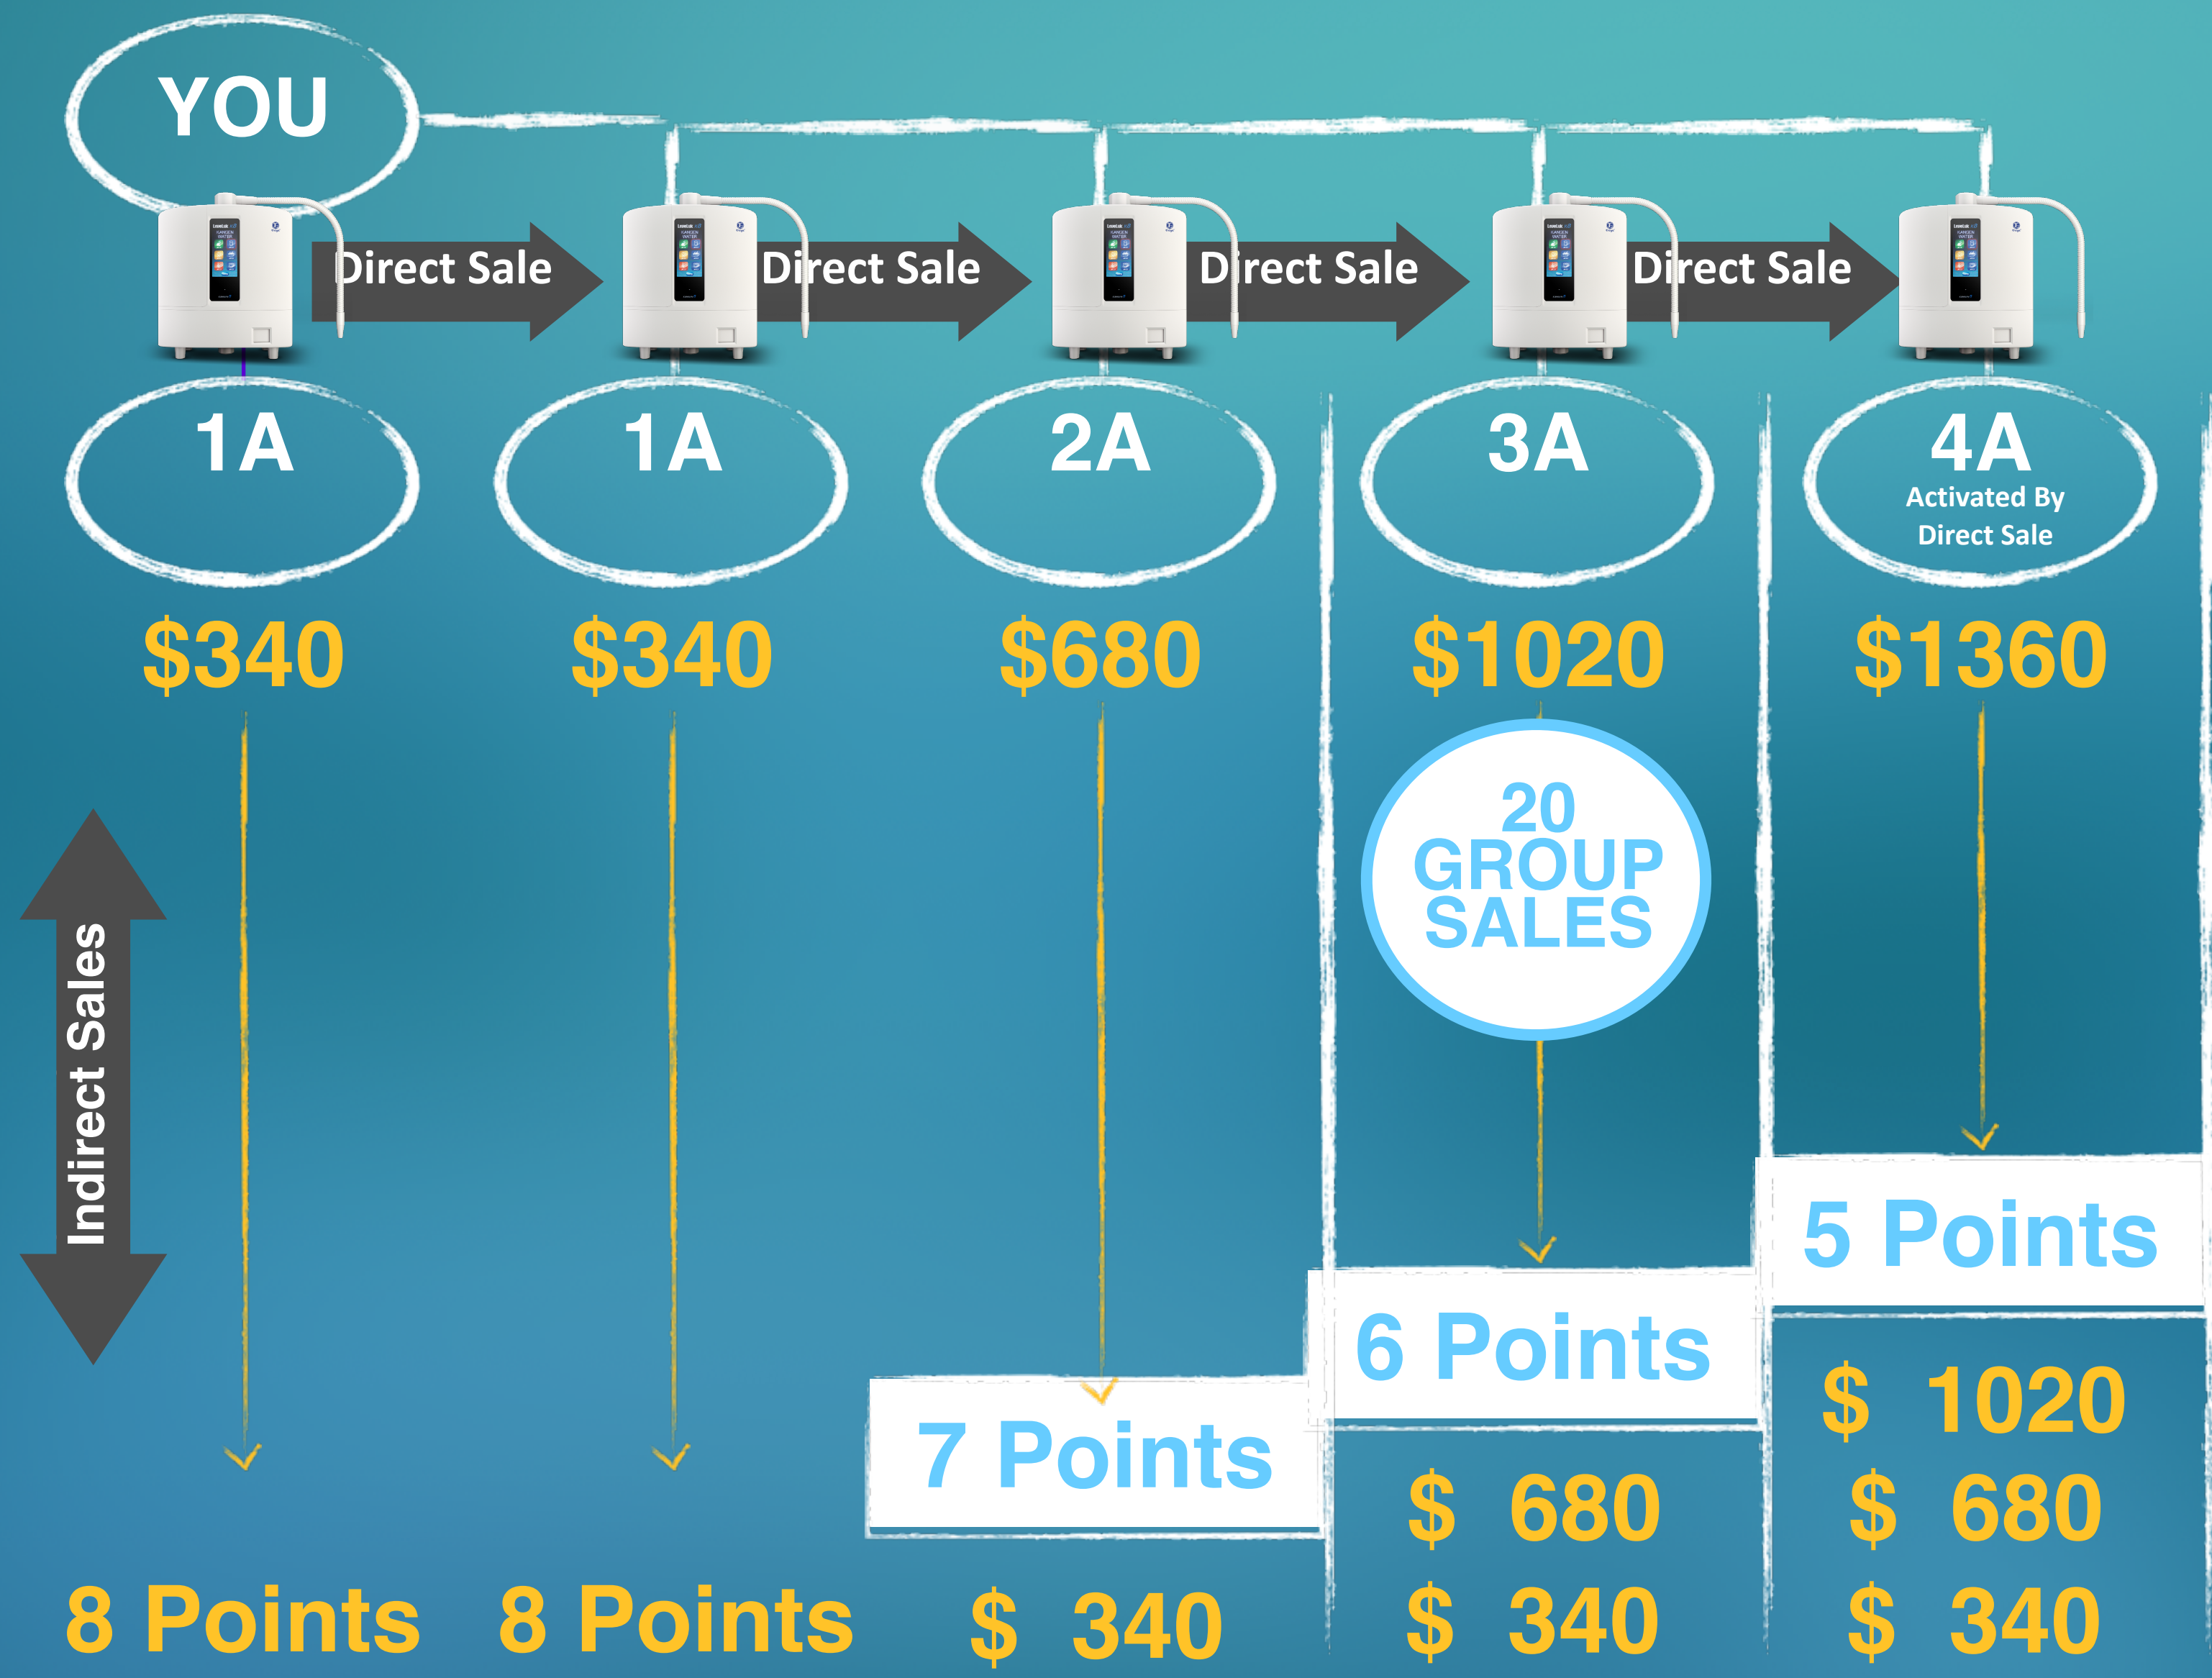 YOU
Direct Sale
Direct Sale
Direct Sale
Direct Sale
1A
1A
2A
3A
4A
Activated By
Direct Sale
$340
$340
$680
$1020
$1360
20
GROUP
SALES
Indirect Sales
5 Points
6 Points
7 Points
$ 1020
$ 680
$ 680
8 Points
8 Points
$ 340
$ 340
$ 340